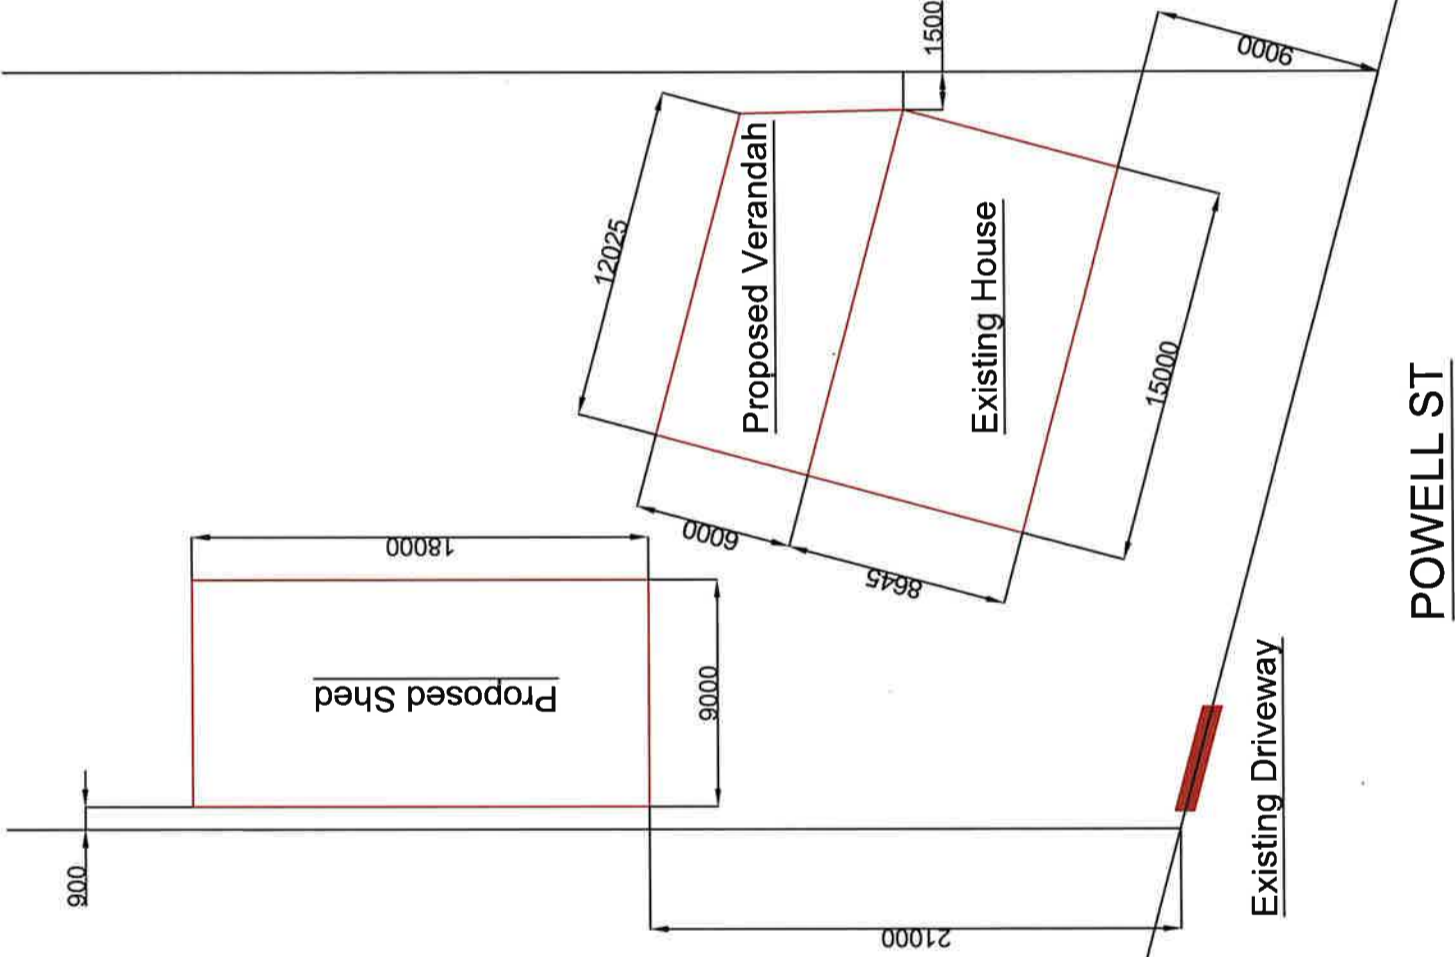 1500
9000
12025
Proposed Verandah
Existing House
15000
6000
8645
18000
Proposed Shed
9000
900
21000
Existing Driveway
POWELL ST